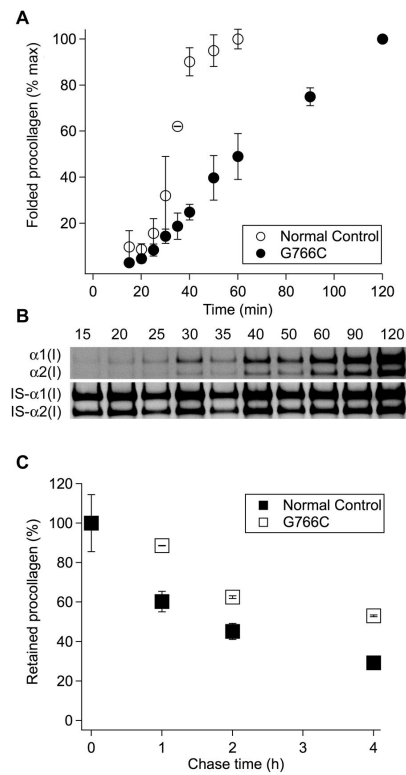 A
Folded procollagen (% max)
100
80
60
40
20
Normal Control
G766C
0 20 40 60 80 100 120
Time (min)
B
15 20 25 30 35 40 50 60 90 120
α1(I)
α2(I)
IS-α1(I)
IS-α2(I)
C
Retained procollagen (%)
120
100
80
60
40
20
0
Normal Control
G766C
0 1 2 3 4
Chase time (h)